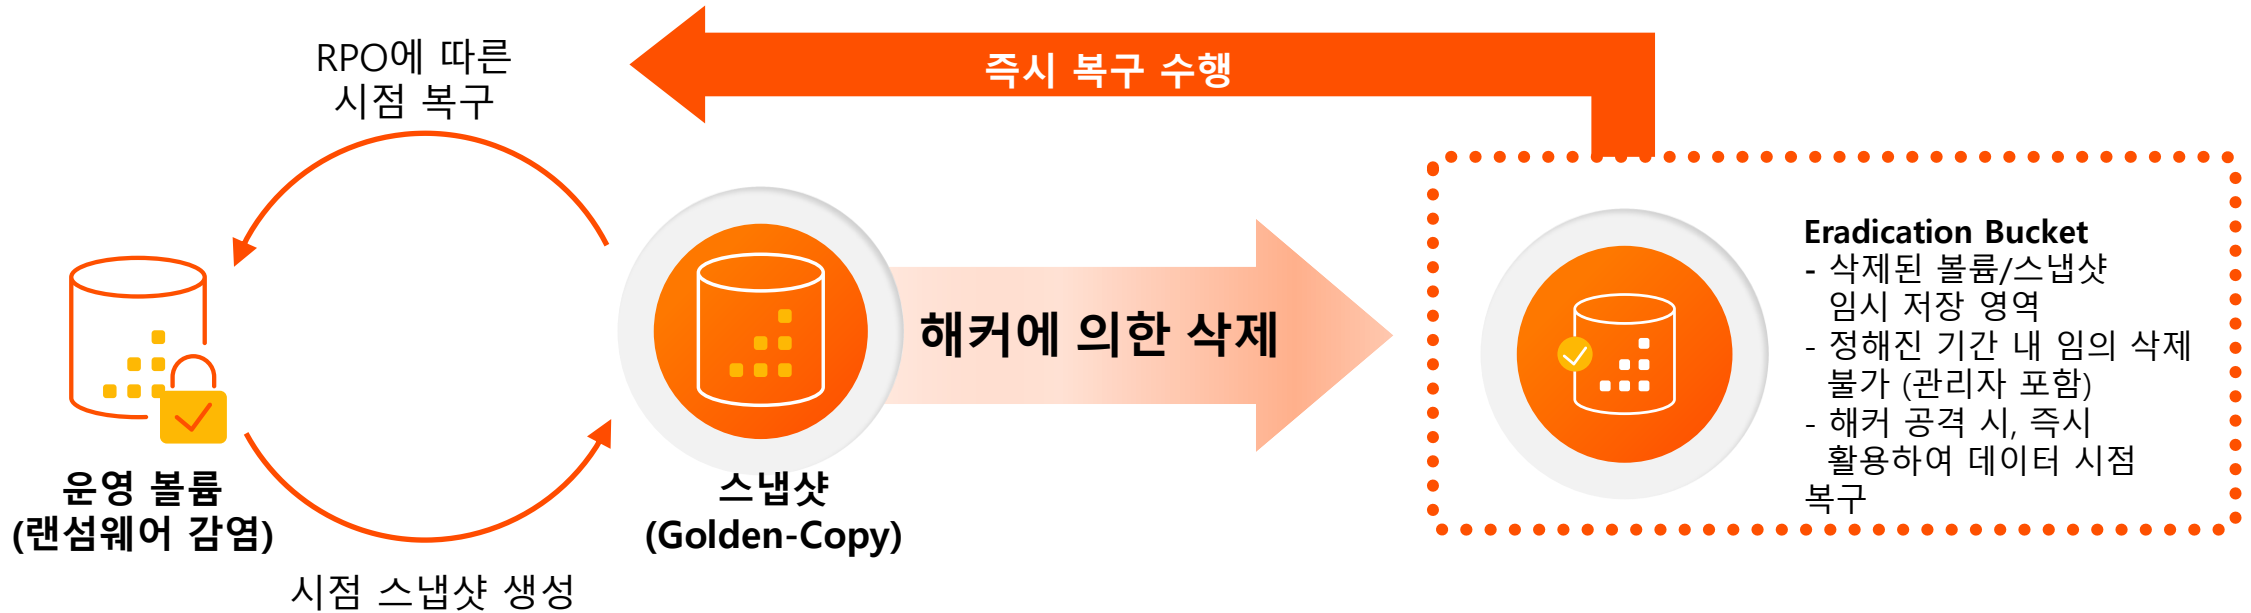 RPO에 따른
시점 복구
즉시 복구 수행
해커에 의한 삭제
운영 볼륨
(랜섬웨어 감염)
시점 스냅샷 생성
스냅샷
(Golden-Copy)
Eradication Bucket
- 삭제된 볼륨/스냅샷
임시 저장 영역
- 정해진 기간 내 임의 삭제
불가 (관리자 포함)
- 해커 공격 시, 즉시
활용하여 데이터 시점
복구